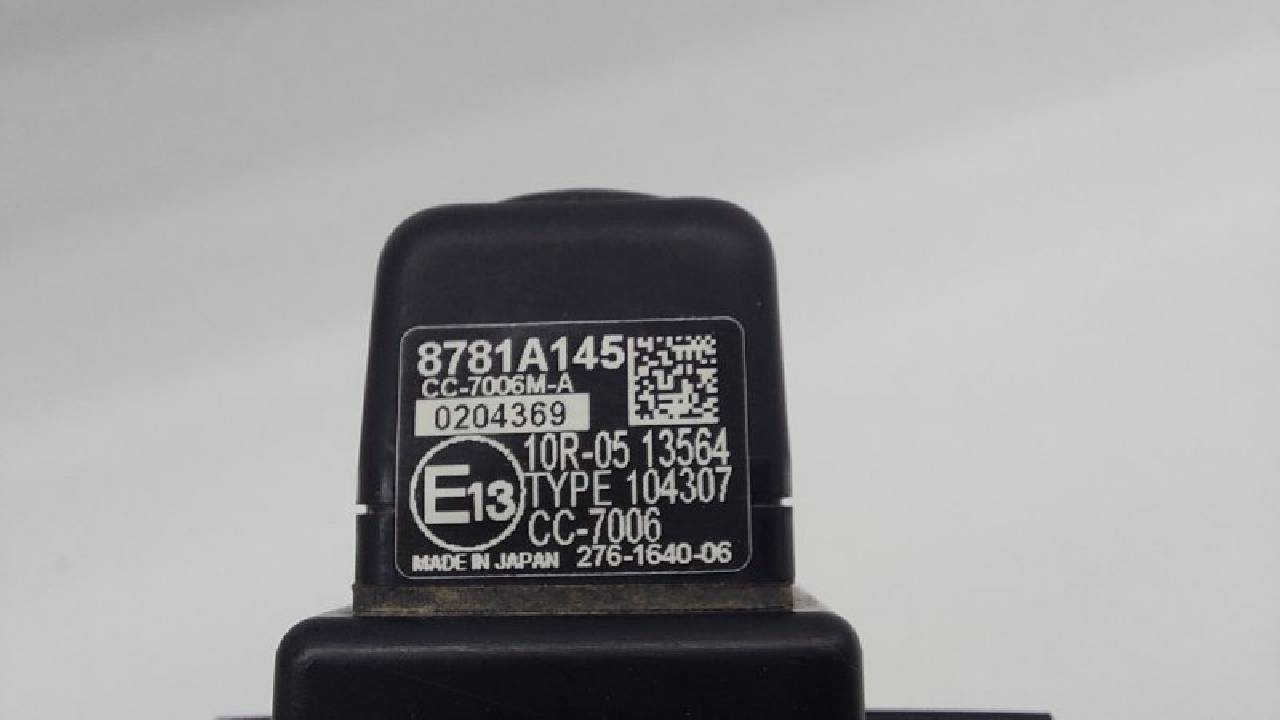 8781A145
CC-7006M-A
0204369
10R-05 13564
E13
TYPE 104307
CC-7006
MADE IN JAPAN 276-1640-06